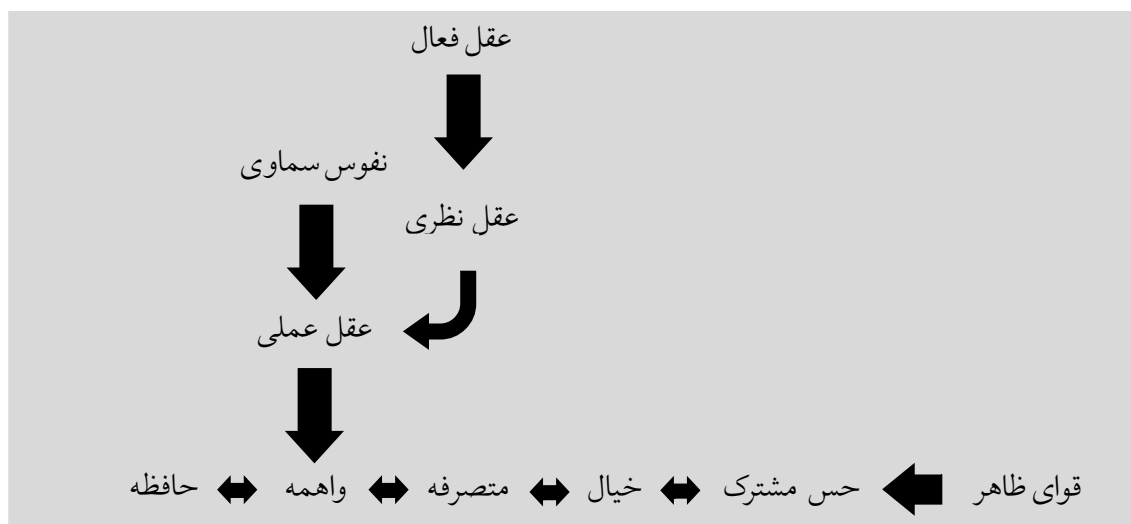 عقل فعال
نفوس سماوی
عقل نظری
عقل عملی
قوای ظاهر حس مشترک خیال متصرفه واهمه حافظه